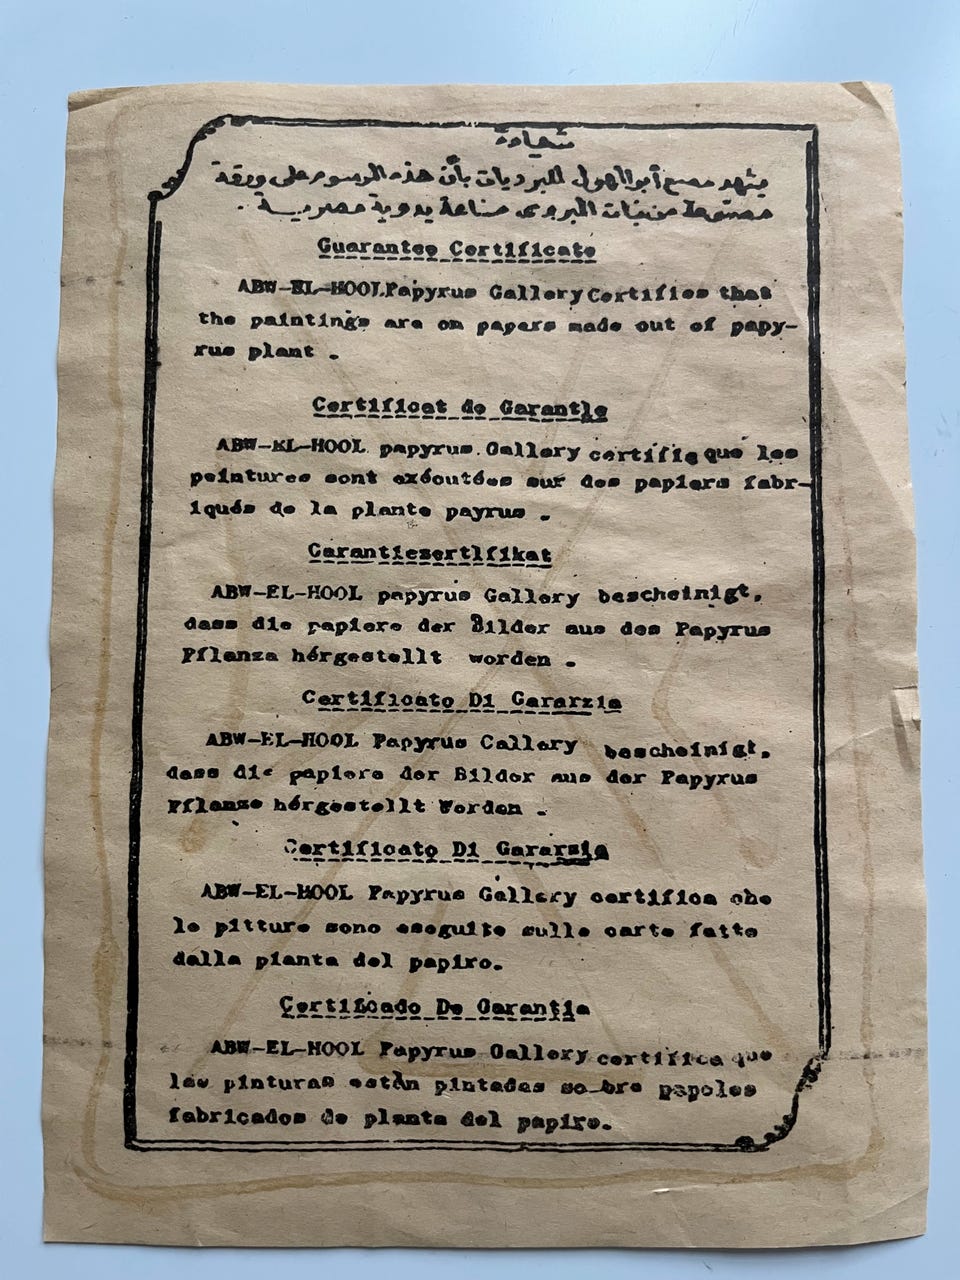 شهادة
يشهد مصنع أبو الهول للبرديات بأن هذه الرسوم على ورقة
مصنوعة من نبات البردى صناعة يدوية مصرية .
Guarantee Certificate
ABW-EL-HOOL Papyrus Gallery Certifies that
the paintings are on papers made out of papy-
rus plant .
Certificat de Garantie
ABW-EL-HOOL papyrus Gallery certifie que les
peintures sont exécutées sur des papiers fabr-
iqués de la plante payrus .
Garantiezertifikat
ABW-EL-HOOL papyrus Gallery bescheinigt,
dass die papiere der Bilder aus des Papyrus
Pflanza hérgestellt worden .
Certificato Di Gararzia
ABW-EL-HOOL Papyrus Callery bescheinigt,
dass die papiere der Bilder aus der Papyrus
Pflanze hérgestellt Worden .
Certificato Di Gararzia
ABW-EL-HOOL Papyrus Gallery certifica che
le pitture sono eseguite sulle carte fatte
dalla pianta del papiro.
Certificado De Garantia
ABW-EL-HOOL Papyrus Gallery certifica que
las pinturas están pintadas so-bre papeles
fabricados de planta del papiro.